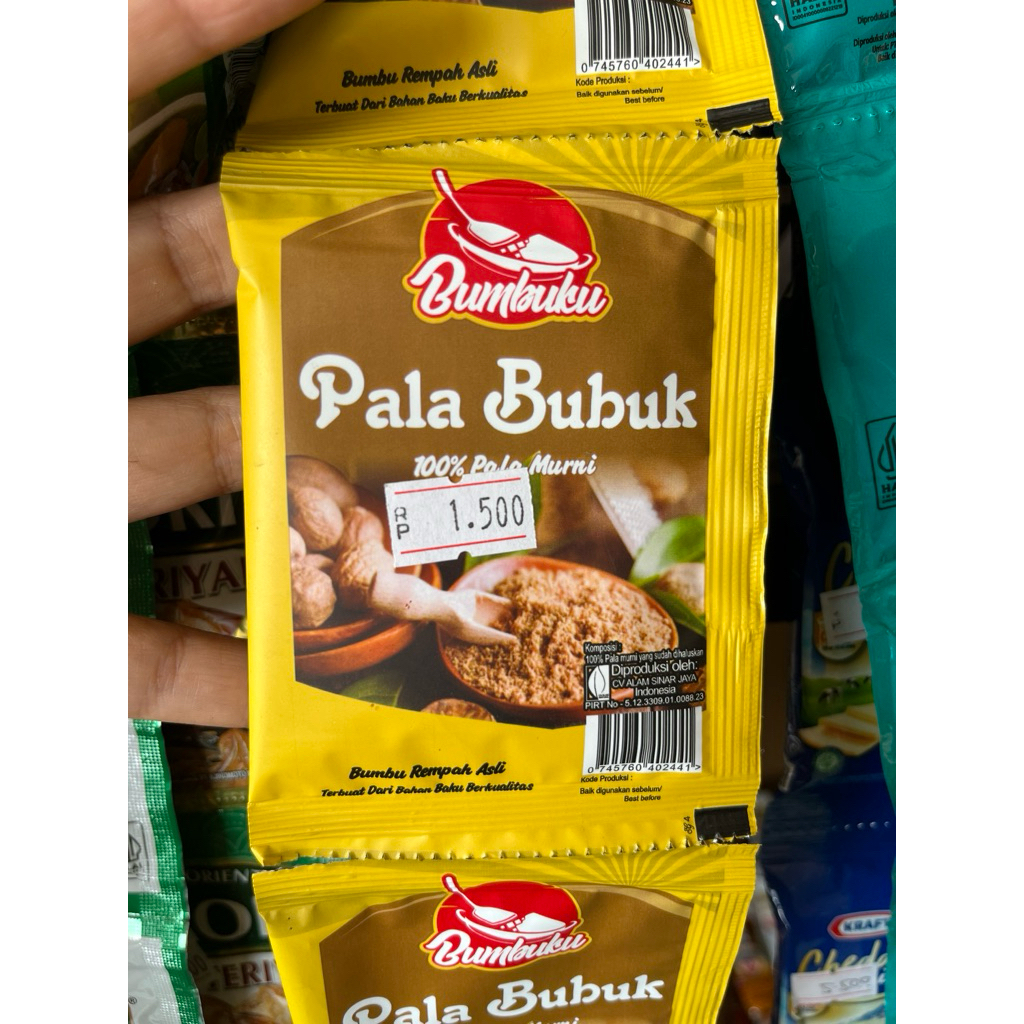 0 745760 402441 >
Bumbu Rempah Asli
Terbuat Dari Bahan Baku Berkualitas
Kode Produksi :
Baik digunakan sebelum/
Best before
Bumbuku
Pala Bubuk
100% Pala Murni
RP 1.500
Komposisi :
100% Pala murni yang sudah dihaluskan
Diproduksi oleh:
CV ALAM SINAR JAYA
Indonesia
PIRT No - 5.12.3309.01.0088.23
0 745760 402441 >
Bumbu Rempah Asli
Terbuat Dari Bahan Baku Berkualitas
Kode Produksi :
Baik digunakan sebelum/
Best before
Bumbuku
Pala Bubuk
INDONESIA
KRAFT
ORIEN